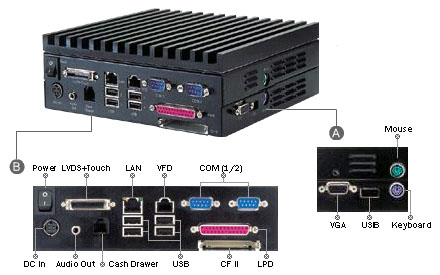 A
B
Mouse
Power LVDS+Touch LAN VFD COM (1/2)
VGA USIB Keyboard
DC In Audio Out Cash Drawer USB CF II LPD